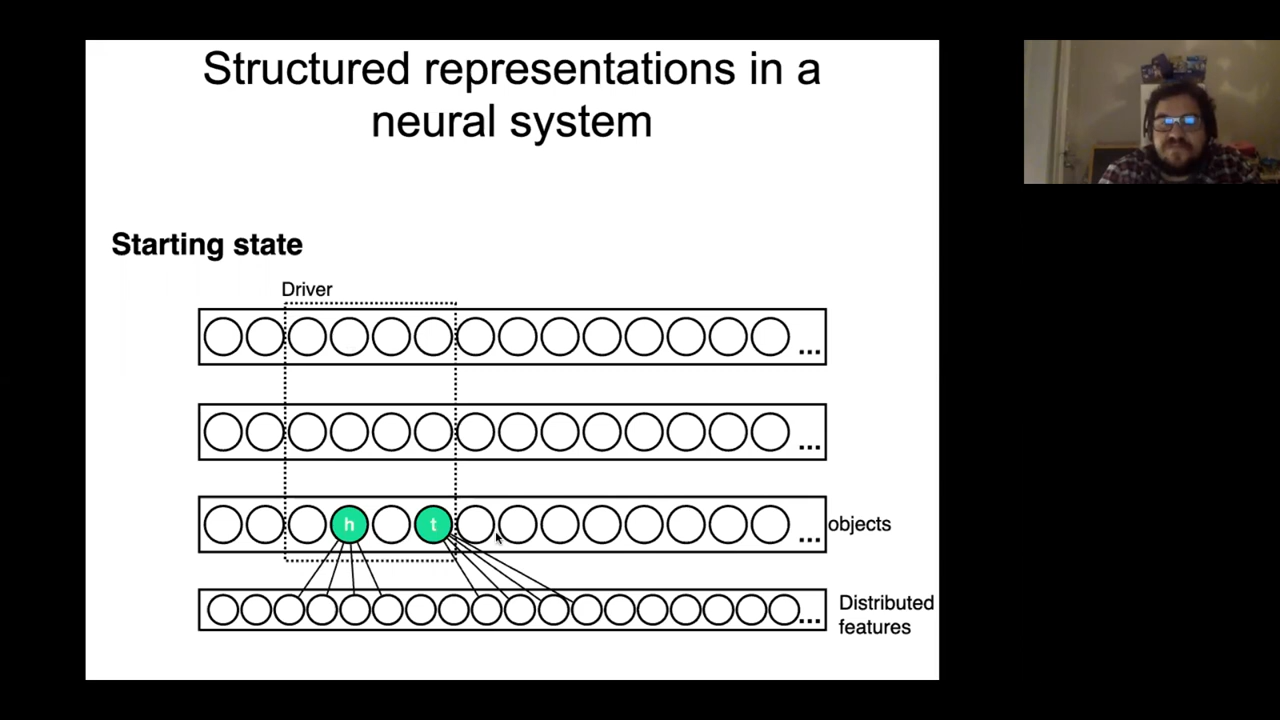 Structured representations in a
neural system
Starting state
Driver
...
...
h
t
...
objects
...
Distributed
features